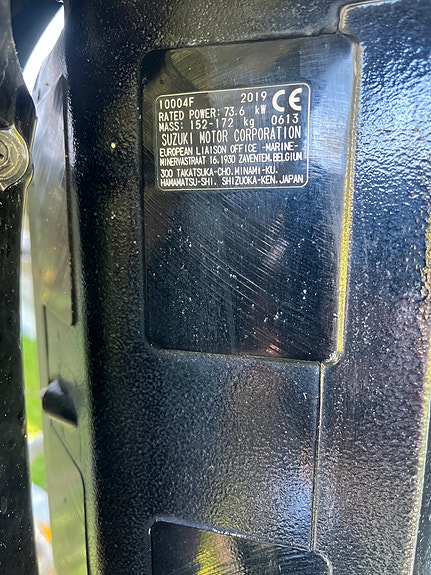 10004F 2019 CE
RATED POWER: 73.6 kW
MASS: 152-172 kg 0613
SUZUKI MOTOR CORPORATION
EUROPEAN LIAISON OFFICE -MARINE-
MINERVASTRAAT 16.1930 ZAVENTEM.BELGIUM
300 TAKATSUKA-CHO.MINAMI-KU.
HAMAMATSU-SHI. SHIZUOKA-KEN. JAPAN